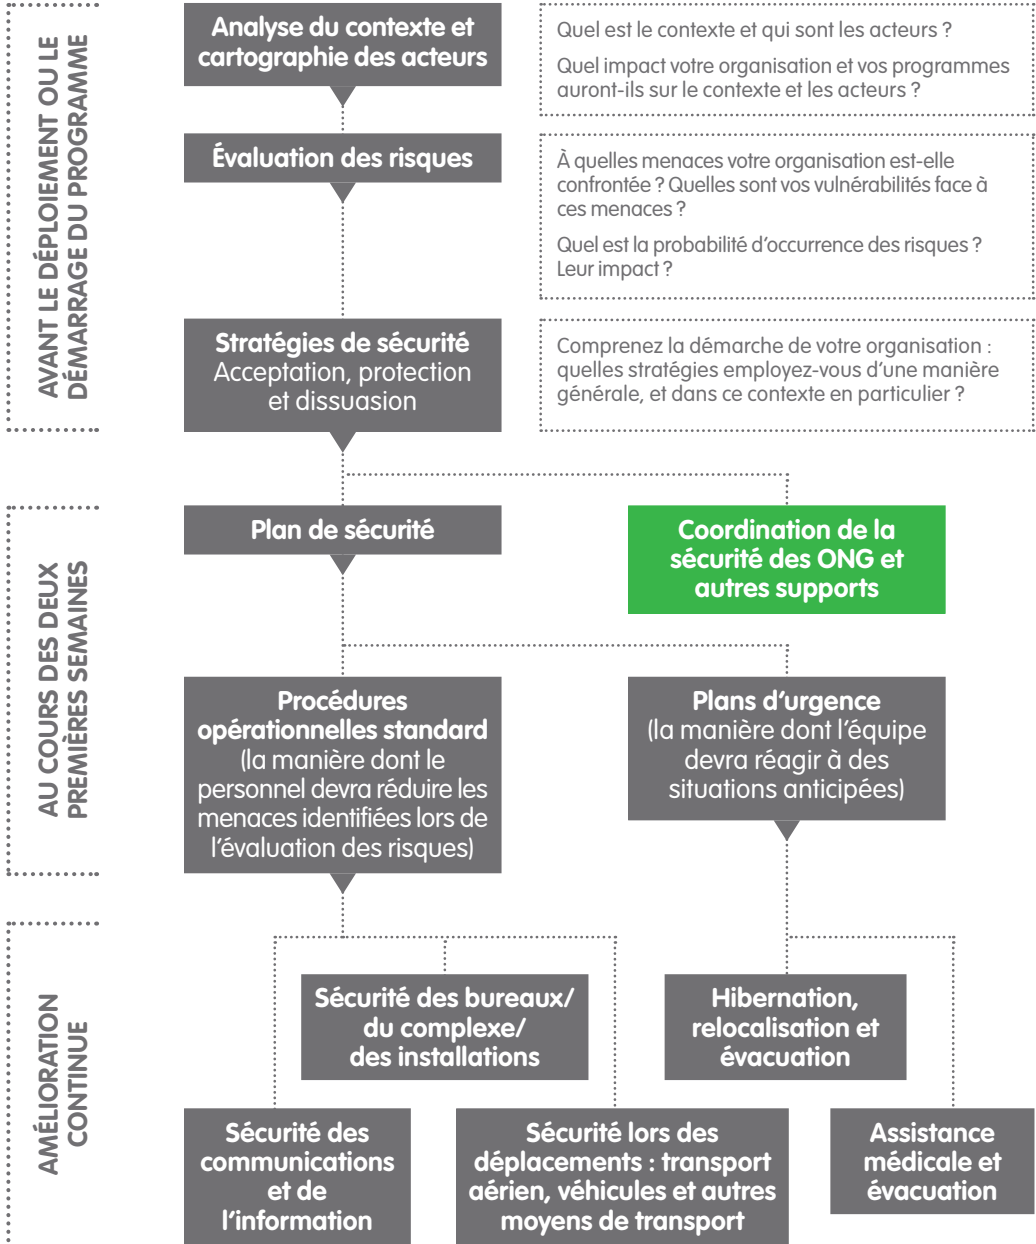 AVANT LE DÉPLOIEMENT OU LE
DÉMARRAGE DU PROGRAMME
Analyse du contexte et
cartographie des acteurs
Quel est le contexte et qui sont les acteurs ?
Quel impact votre organisation et vos programmes
auront-ils sur le contexte et les acteurs ?
Évaluation des risques
À quelles menaces votre organisation est-elle
confrontée ? Quelles sont vos vulnérabilités face à
ces menaces ?
Quel est la probabilité d'occurrence des risques ?
Leur impact ?
Stratégies de sécurité
Acceptation, protection
et dissuasion
Comprenez la démarche de votre organisation :
quelles stratégies employez-vous d'une manière
générale, et dans ce contexte en particulier ?
AU COURS DES DEUX
PREMIÈRES SEMAINES
Plan de sécurité
Coordination de la
sécurité des ONG et
autres supports
Procédures
opérationnelles standard
(la manière dont le
personnel devra réduire les
menaces identifiées lors de
l'évaluation des risques)
Plans d'urgence
(la manière dont l'équipe
devra réagir à des
situations anticipées)
AMÉLIORATION
CONTINUE
Sécurité des bureaux/
du complexe/
des installations
Hibernation,
relocalisation et
évacuation
Sécurité des
communications
et de
l'information
Sécurité lors des
déplacements : transport
aérien, véhicules et autres
moyens de transport
Assistance
médicale et
évacuation